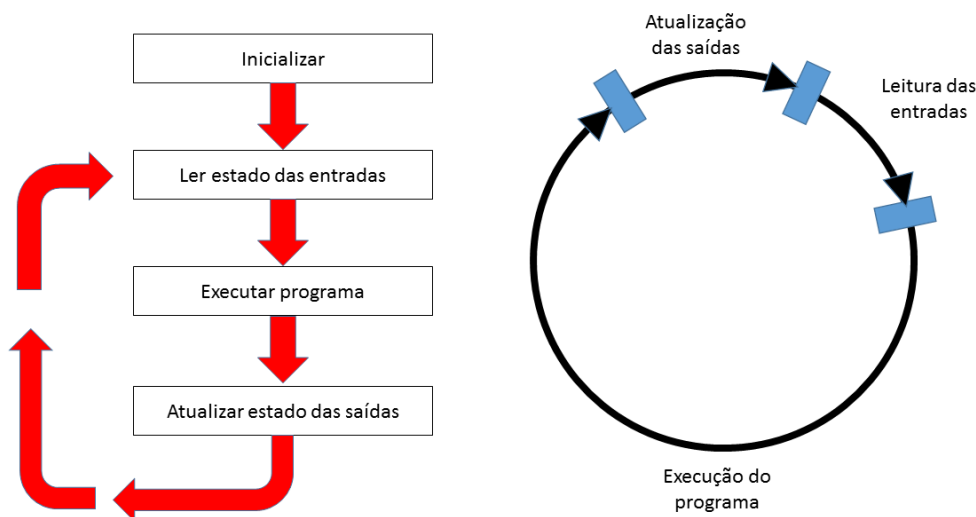 Inicializar
Ler estado das entradas
Executar programa
Atualizar estado das saídas
Atualização
das saídas
Leitura das
entradas
Execução do
programa